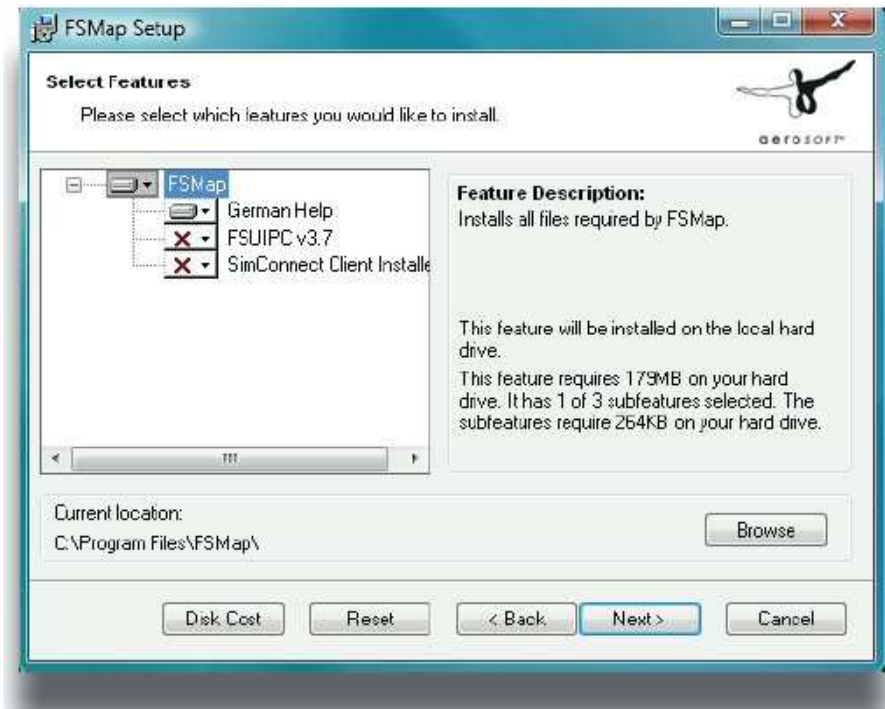 FSMap Setup
Select Features
Please select which features you would like to install.
aerosoft™
FSMap
German Help
FSUIPC v3.7
SimConnect Client Installe
Feature Description:
Installs all files required by FSMap.
This feature will be installed on the local hard
drive.
This feature requires 179MB on your hard
drive. It has 1 of 3 subfeatures selected. The
subfeatures require 264KB on your hard drive.
Current location:
C:\Program Files\FSMap\
Browse
Disk Cost
Reset
< Back
Next >
Cancel